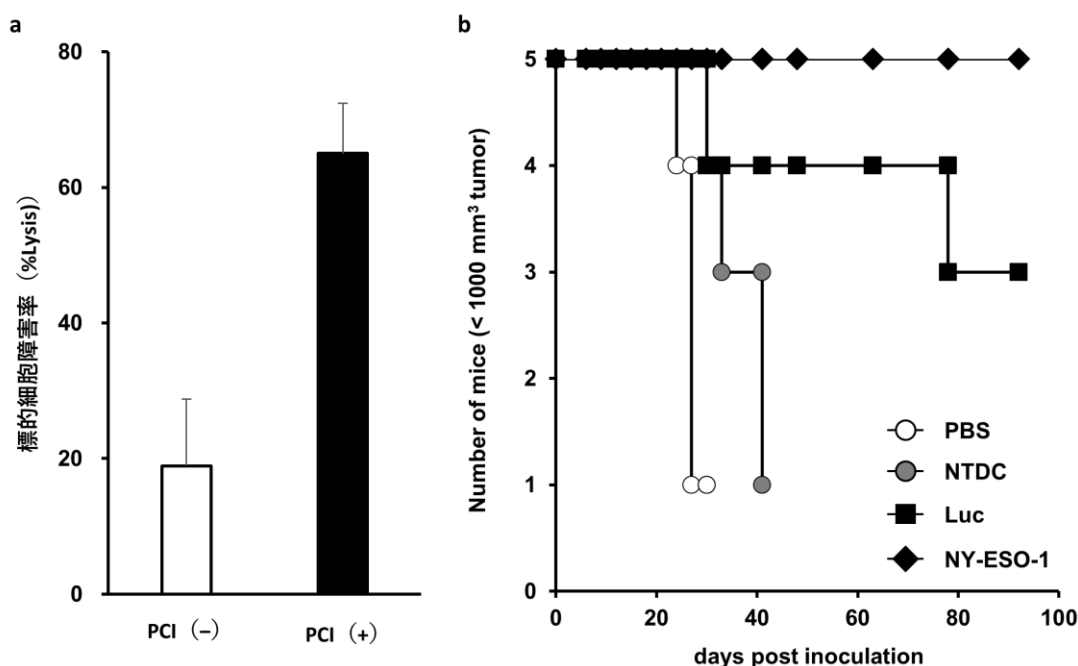 a
80
60
40
20
0
標的細胞障害率（%Lysis))
PCI（−）
PCI（+）
b
5
4
3
2
1
0
Number of mice (< 1000 mm³ tumor)
0
20
40
60
80
100
days post inoculation
PBS
NTDC
Luc
NY-ESO-1